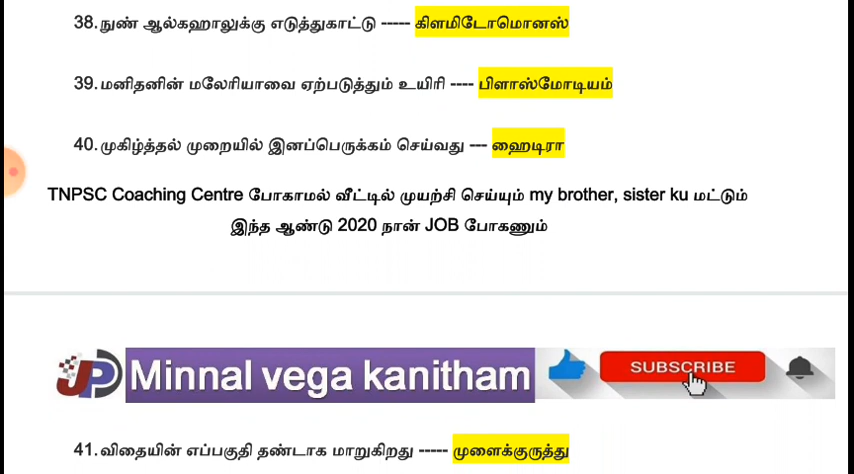 38.நுண் ஆல்கஹாலுக்கு எடுத்துகாட்டு ----- கிளமிடோமொனஸ்
39.மனிதனின் மலேரியாவை ஏற்படுத்தும் உயிரி ---- பிளாஸ்மோடியம்
40.முகிழ்த்தல் முறையில் இனப்பெருக்கம் செய்வது --- ஹைடிரா
TNPSC Coaching Centre போகாமல் வீட்டில் முயற்சி செய்யும் my brother, sister ku மட்டும்
இந்த ஆண்டு 2020 நான் JOB போகணும்
JP Minnal vega kanitham SUBSCRIBE
41.விதையின் எப்பகுதி தண்டாக மாறுகிறது ----- முளைக்குருத்து